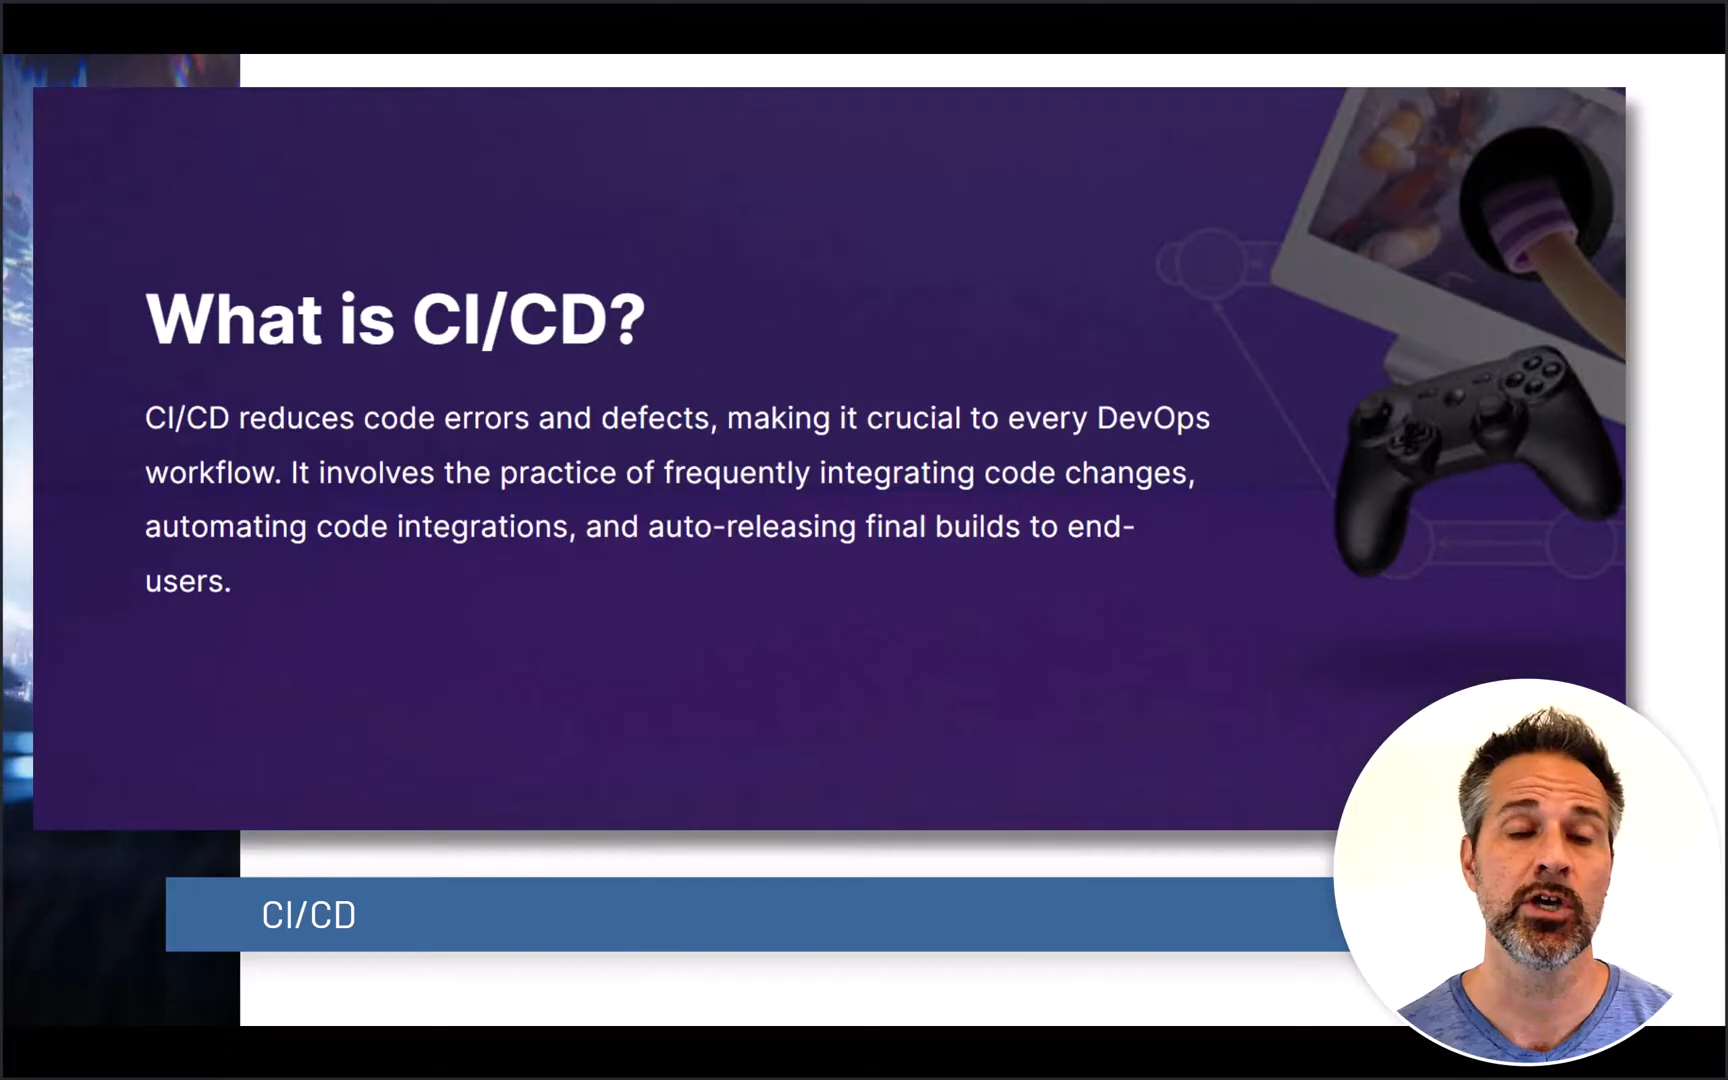 What is CI/CD?
CI/CD reduces code errors and defects, making it crucial to every DevOps
workflow. It involves the practice of frequently integrating code changes,
automating code integrations, and auto-releasing final builds to end-
users.
CI/CD